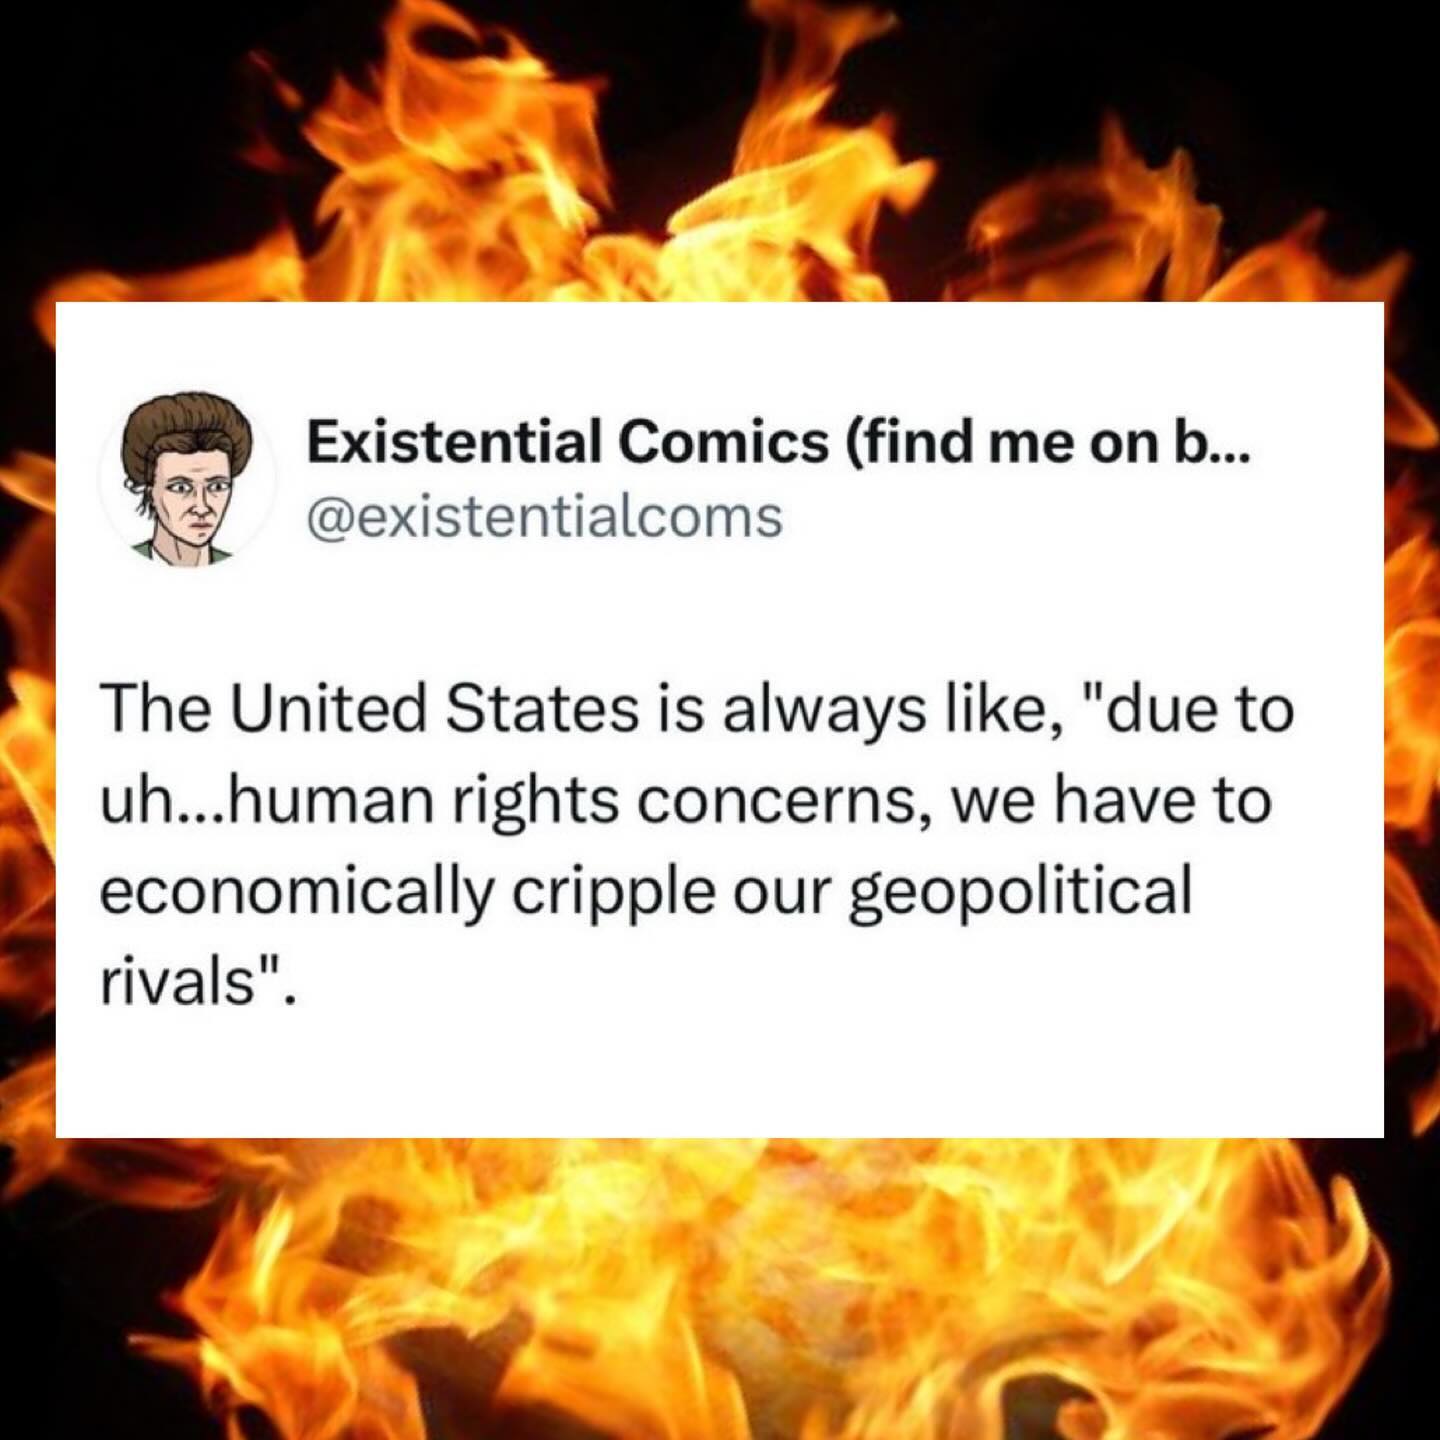 Existential Comics (find me on b...
@existentialcoms
The United States is always like, "due to
uh...human rights concerns, we have to
economically cripple our geopolitical
rivals".